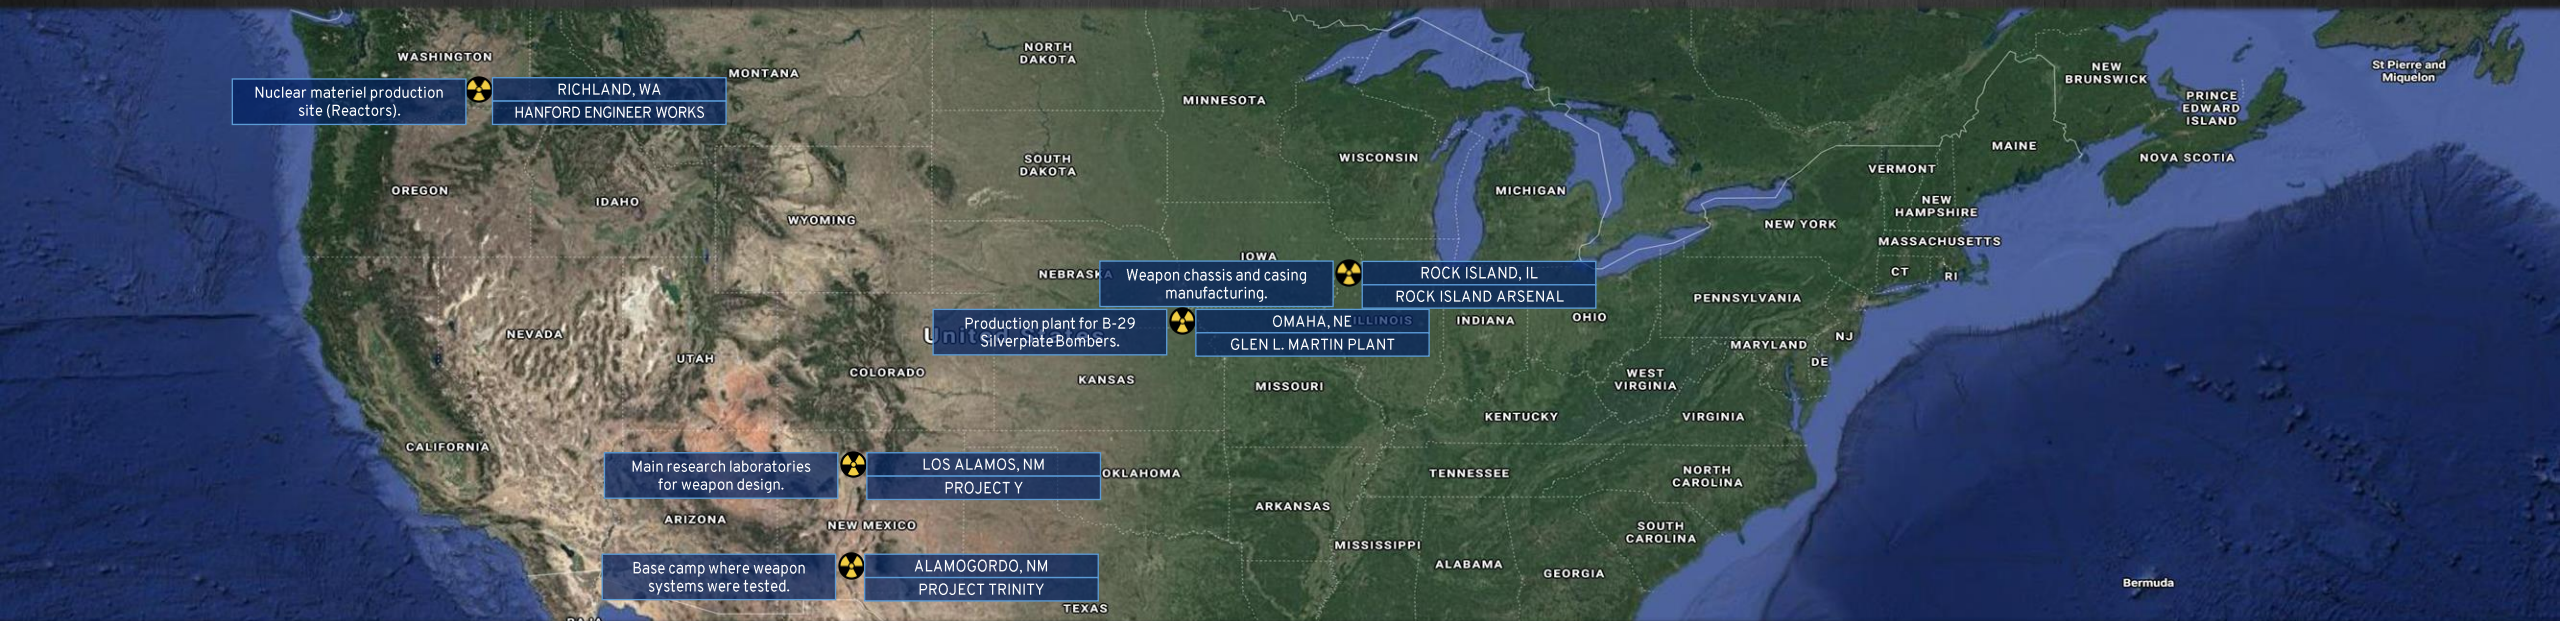 WASHINGTON
NORTH
DAKOTA
MONTANA
MINNESOTA
St Pierre and
Miquelon
NEW
BRUNSWICK
PRINCE
EDWARD
ISLAND
Nuclear materiel production
site (Reactors).
RICHLAND, WA
HANFORD ENGINEER WORKS
MAINE
NOVA SCOTIA
WISCONSIN
VERMONT
SOUTH
DAKOTA
OREGON
IDAHO
MICHIGAN
NEW
HAMPSHIRE
WYOMING
NEW YORK
MASSACHUSETTS
IOWA
NEBRASKA
Weapon chassis and casing
manufacturing.
ROCK ISLAND, IL
ROCK ISLAND ARSENAL
CT
RI
PENNSYLVANIA
Production plant for B-29
Silverplate Bombers.
United States
OMAHA, NE
GLEN L. MARTIN PLANT
ILLINOIS
INDIANA
OHIO
NEVADA
NJ
MARYLAND
DE
UTAH
COLORADO
KANSAS
MISSOURI
WEST
VIRGINIA
KENTUCKY
VIRGINIA
CALIFORNIA
Main research laboratories
for weapon design.
LOS ALAMOS, NM
PROJECT Y
OKLAHOMA
TENNESSEE
NORTH
CAROLINA
ARIZONA
NEW MEXICO
ARKANSAS
SOUTH
CAROLINA
MISSISSIPPI
ALABAMA
GEORGIA
Base camp where weapon
systems were tested.
ALAMOGORDO, NM
PROJECT TRINITY
Bermuda
TEXAS